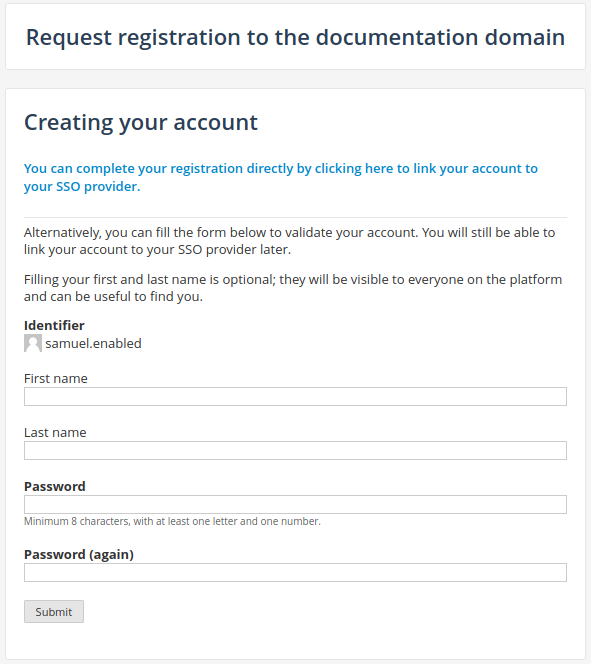 Request registration to the documentation domain
Creating your account
You can complete your registration directly by clicking here to link your account to
your SSO provider.
Alternatively, you can fill the form below to validate your account. You will still be able to
link your account to your SSO provider later.
Filling your first and last name is optional; they will be visible to everyone on the platform
and can be useful to find you.
Identifier
samuel.enabled
First name
Last name
Password
Minimum 8 characters, with at least one letter and one number.
Password (again)
Submit